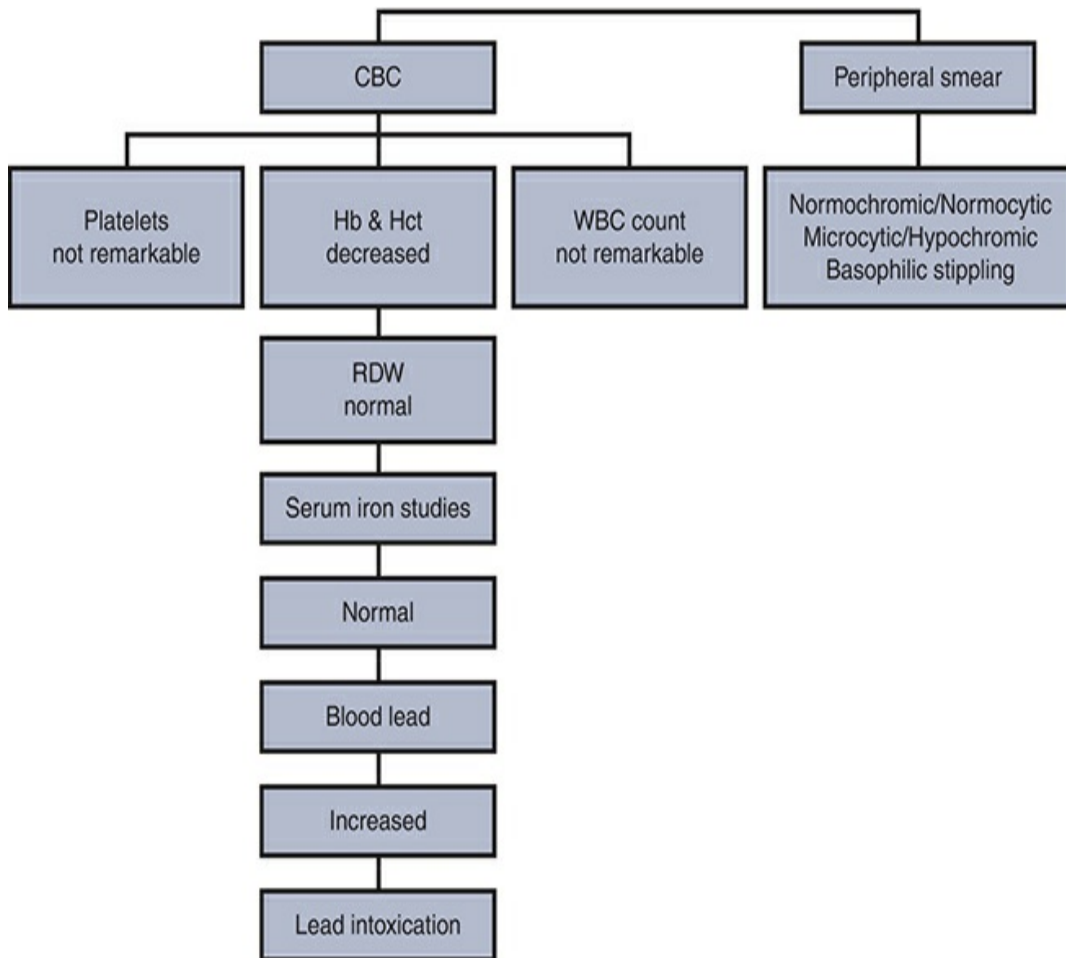 CBC
Peripheral smear
Platelets
not remarkable
Hb & Hct
decreased
WBC count
not remarkable
Normochromic/Normocytic
Microcytic/Hypochromic
Basophilic stippling
RDW
normal
Serum iron studies
Normal
Blood lead
Increased
Lead intoxication